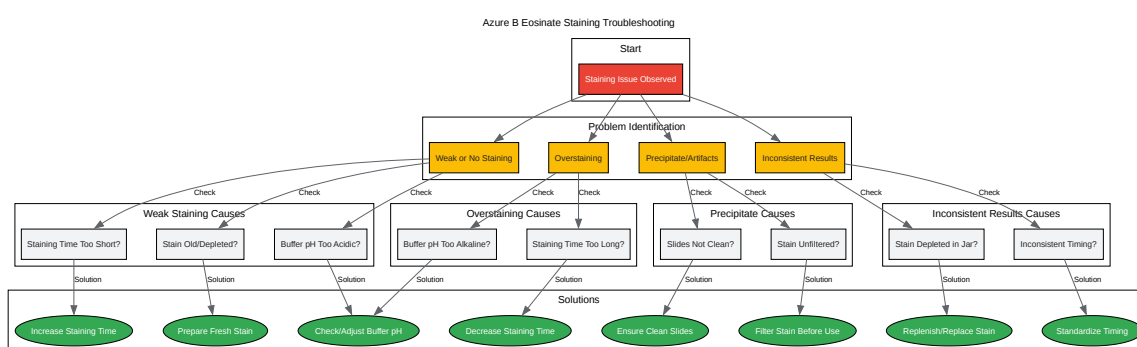 Azure B Eosinate Staining Troubleshooting
Start
Staining Issue Observed
Problem Identification
Weak or No Staining
Overstaining
Precipitate/Artifacts
Inconsistent Results
Check
Check
Check
Check
Check
Check
Check
Check
Check
Weak Staining Causes
Overstaining Causes
Precipitate Causes
Inconsistent Results Causes
Staining Time Too Short?
Stain Old/Depleted?
Buffer pH Too Acidic?
Buffer pH Too Alkaline?
Staining Time Too Long?
Slides Not Clean?
Stain Unfiltered?
Stain Depleted in Jar?
Inconsistent Timing?
Solution
Solution
Solution
Solution
Solution
Solution
Solution
Solution
Solution
Solutions
Increase Staining Time
Prepare Fresh Stain
Check/Adjust Buffer pH
Decrease Staining Time
Ensure Clean Slides
Filter Stain Before Use
Replenish/Replace Stain
Standardize Timing